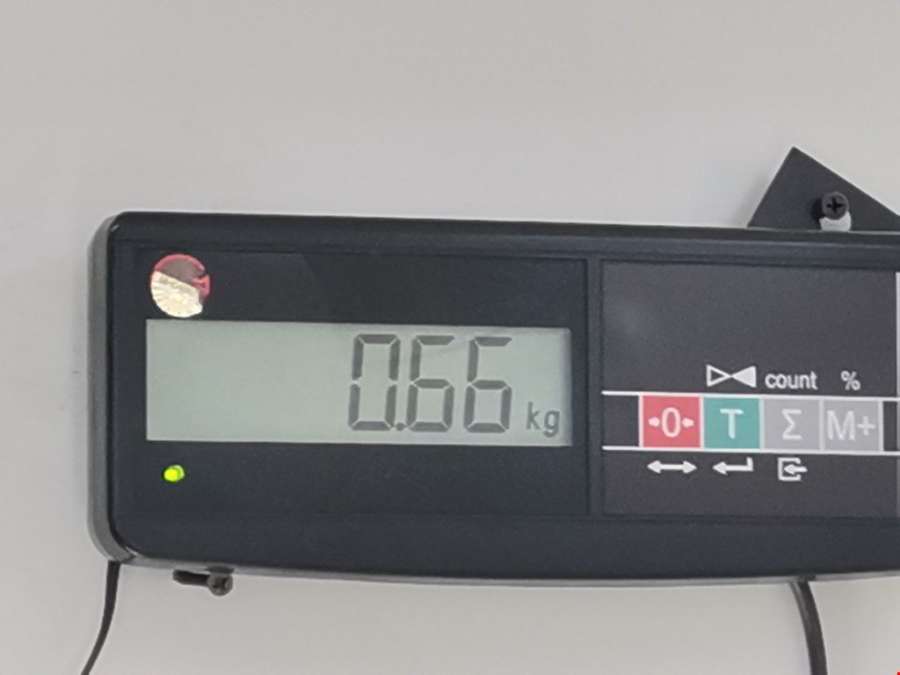 0.66 kg
count %
→0← T Σ M+